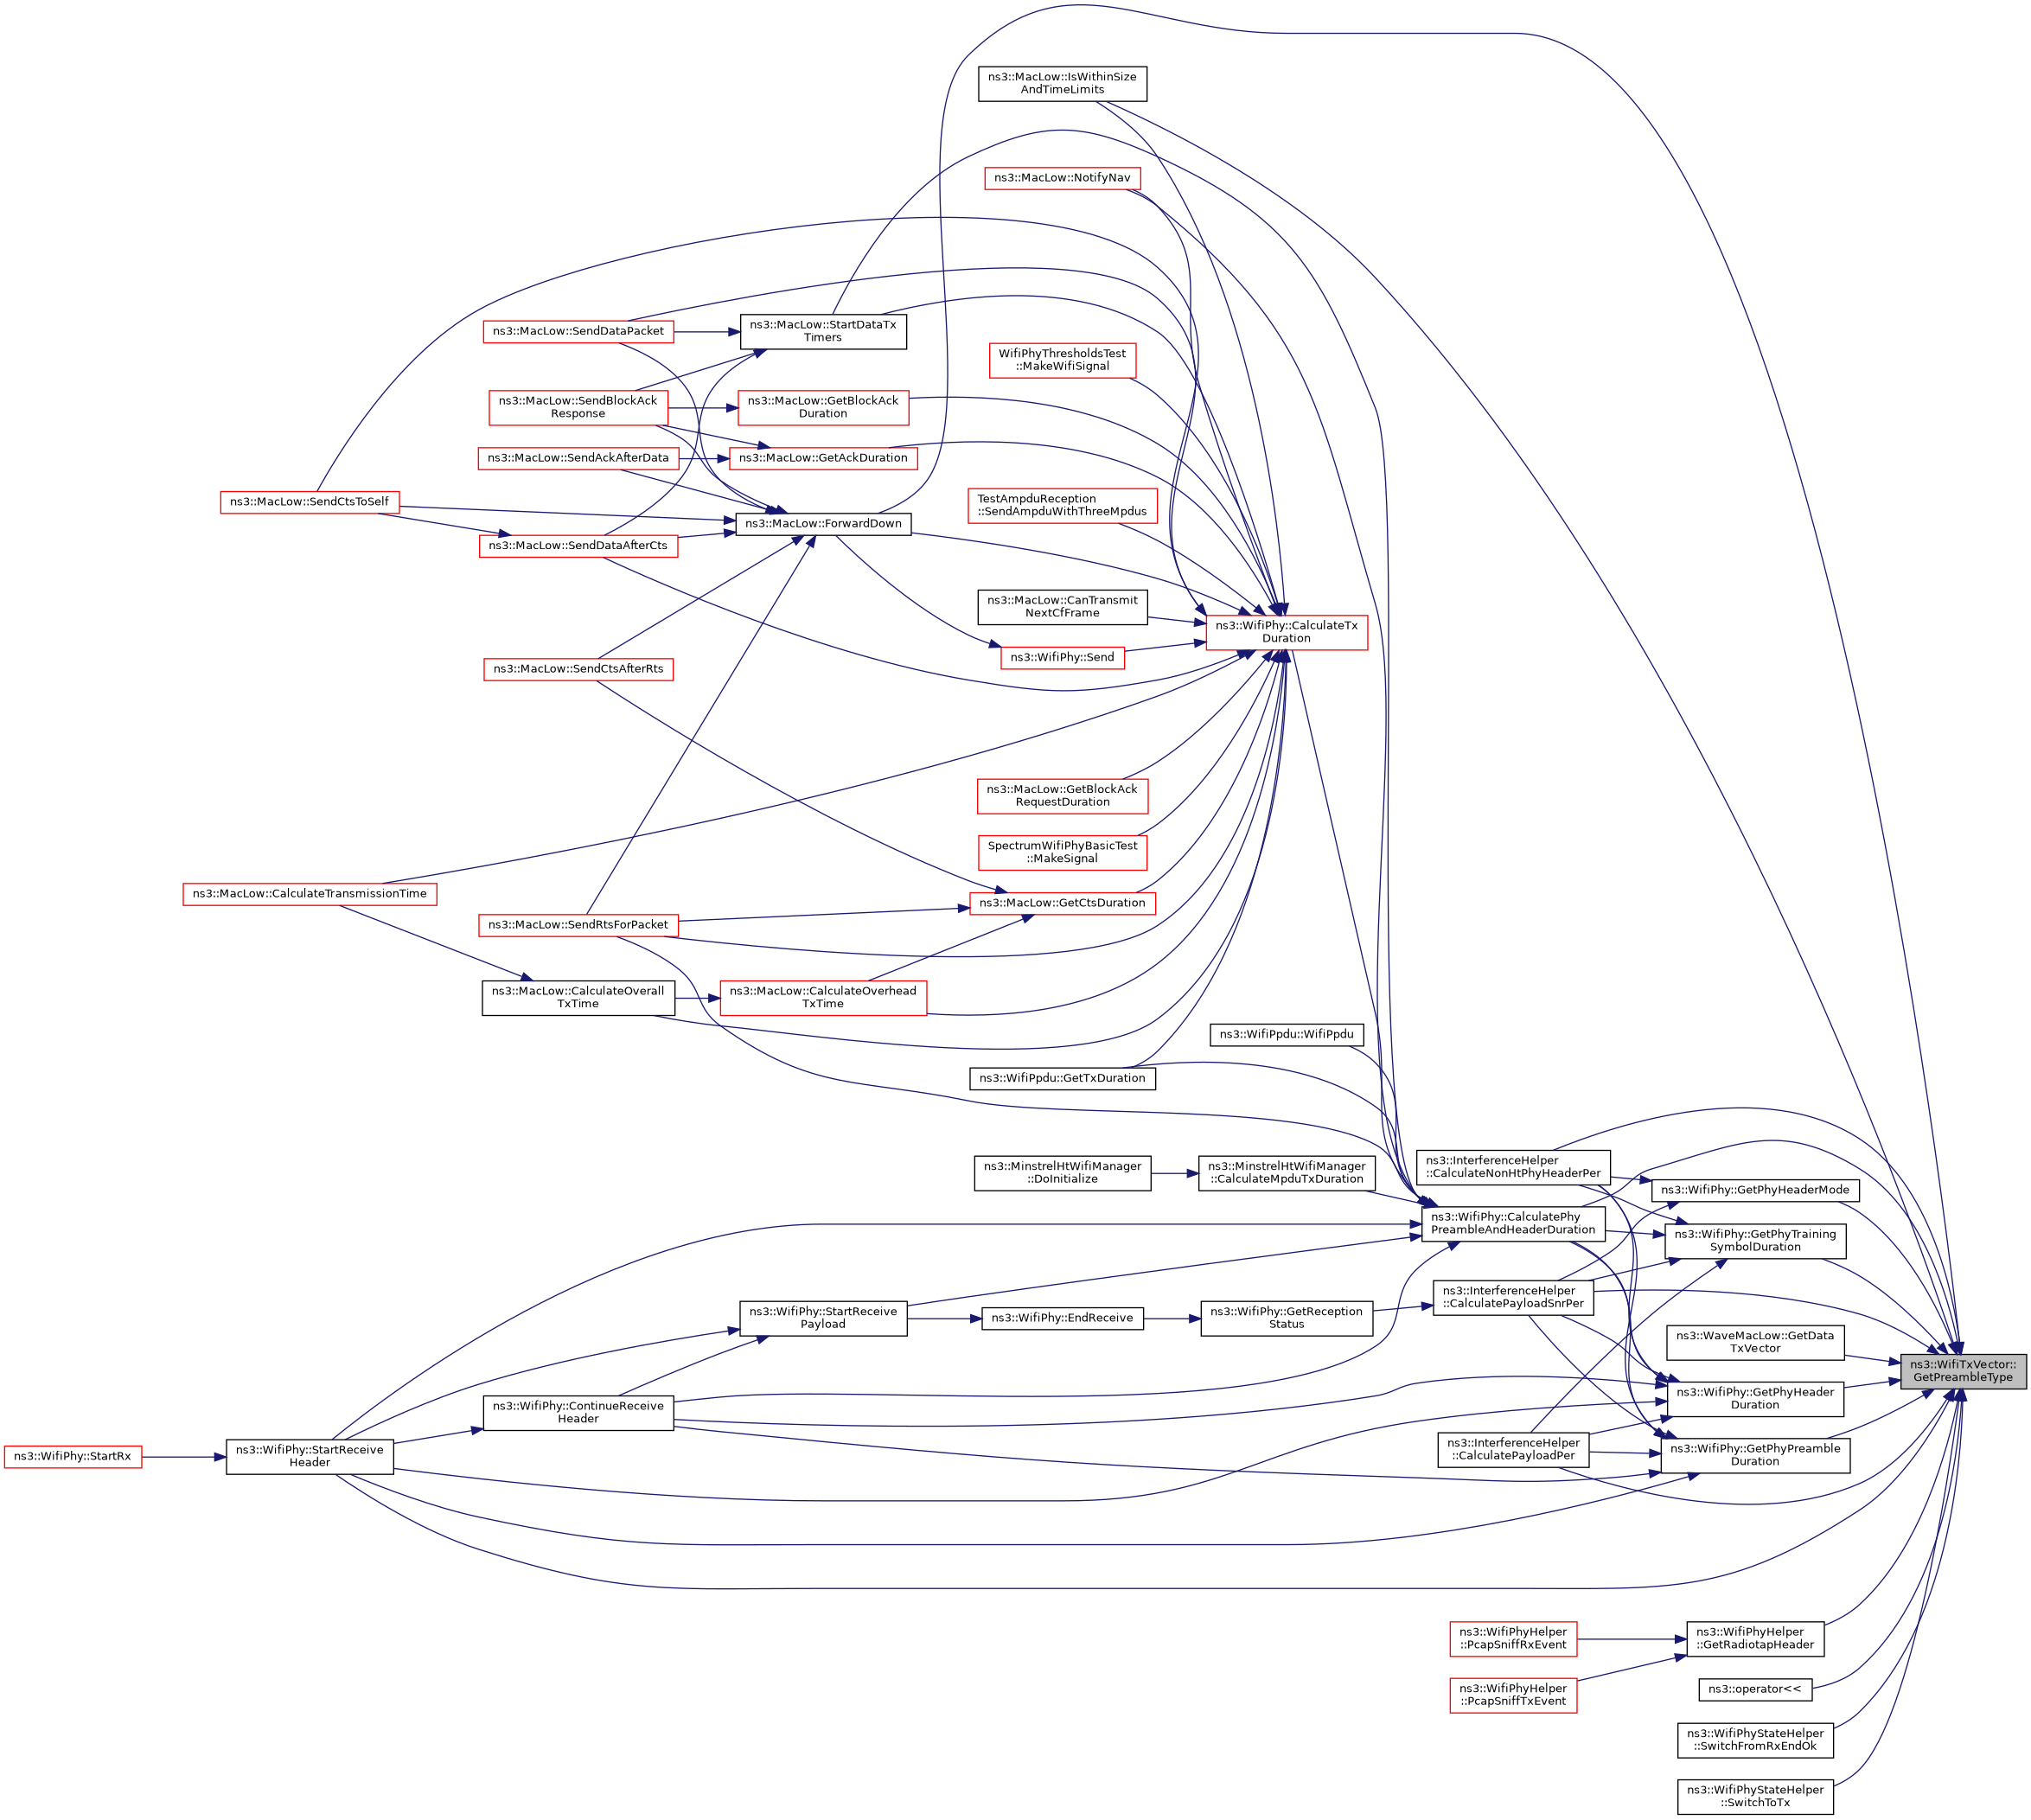 ns3::MacLow::IsWithinSize
AndTimeLimits
ns3::MacLow::NotifyNav
ns3::MacLow::SendDataPacket
ns3::MacLow::StartDataTx
Timers
WifiPhyThresholdsTest
::MakeWifiSignal
ns3::MacLow::SendBlockAck
Response
ns3::MacLow::GetBlockAck
Duration
ns3::MacLow::SendAckAfterData
ns3::MacLow::GetAckDuration
ns3::MacLow::SendCtsToSelf
TestAmpduReception
::SendAmpduWithThreeMpdus
ns3::MacLow::ForwardDown
ns3::MacLow::SendDataAfterCts
ns3::MacLow::CanTransmit
NextCfFrame
ns3::WifiPhy::CalculateTx
Duration
ns3::WifiPhy::Send
ns3::MacLow::SendCtsAfterRts
ns3::MacLow::GetBlockAck
RequestDuration
SpectrumWifiPhyBasicTest
::MakeSignal
ns3::MacLow::CalculateTransmissionTime
ns3::MacLow::GetCtsDuration
ns3::MacLow::SendRtsForPacket
ns3::MacLow::CalculateOverall
TxTime
ns3::MacLow::CalculateOverhead
TxTime
ns3::WifiPpdu::WifiPpdu
ns3::WifiPpdu::GetTxDuration
ns3::InterferenceHelper
::CalculateNonHtPhyHeaderPer
ns3::MinstrelHtWifiManager
::DoInitialize
ns3::MinstrelHtWifiManager
::CalculateMpduTxDuration
ns3::WifiPhy::GetPhyHeaderMode
ns3::WifiPhy::CalculatePhy
PreambleAndHeaderDuration
ns3::WifiPhy::GetPhyTraining
SymbolDuration
ns3::InterferenceHelper
::CalculatePayloadSnrPer
ns3::WifiPhy::StartReceive
Payload
ns3::WifiPhy::EndReceive
ns3::WifiPhy::GetReception
Status
ns3::WaveMacLow::GetData
TxVector
ns3::WifiTxVector::
GetPreambleType
ns3::WifiPhy::GetPhyHeader
Duration
ns3::WifiPhy::ContinueReceive
Header
ns3::WifiPhy::StartRx
ns3::WifiPhy::StartReceive
Header
ns3::InterferenceHelper
::CalculatePayloadPer
ns3::WifiPhy::GetPhyPreamble
Duration
ns3::WifiPhyHelper
::PcapSniffRxEvent
ns3::WifiPhyHelper
::GetRadiotapHeader
ns3::WifiPhyHelper
::PcapSniffTxEvent
ns3::operator<<
ns3::WifiPhyStateHelper
::SwitchFromRxEndOk
ns3::WifiPhyStateHelper
::SwitchToTx